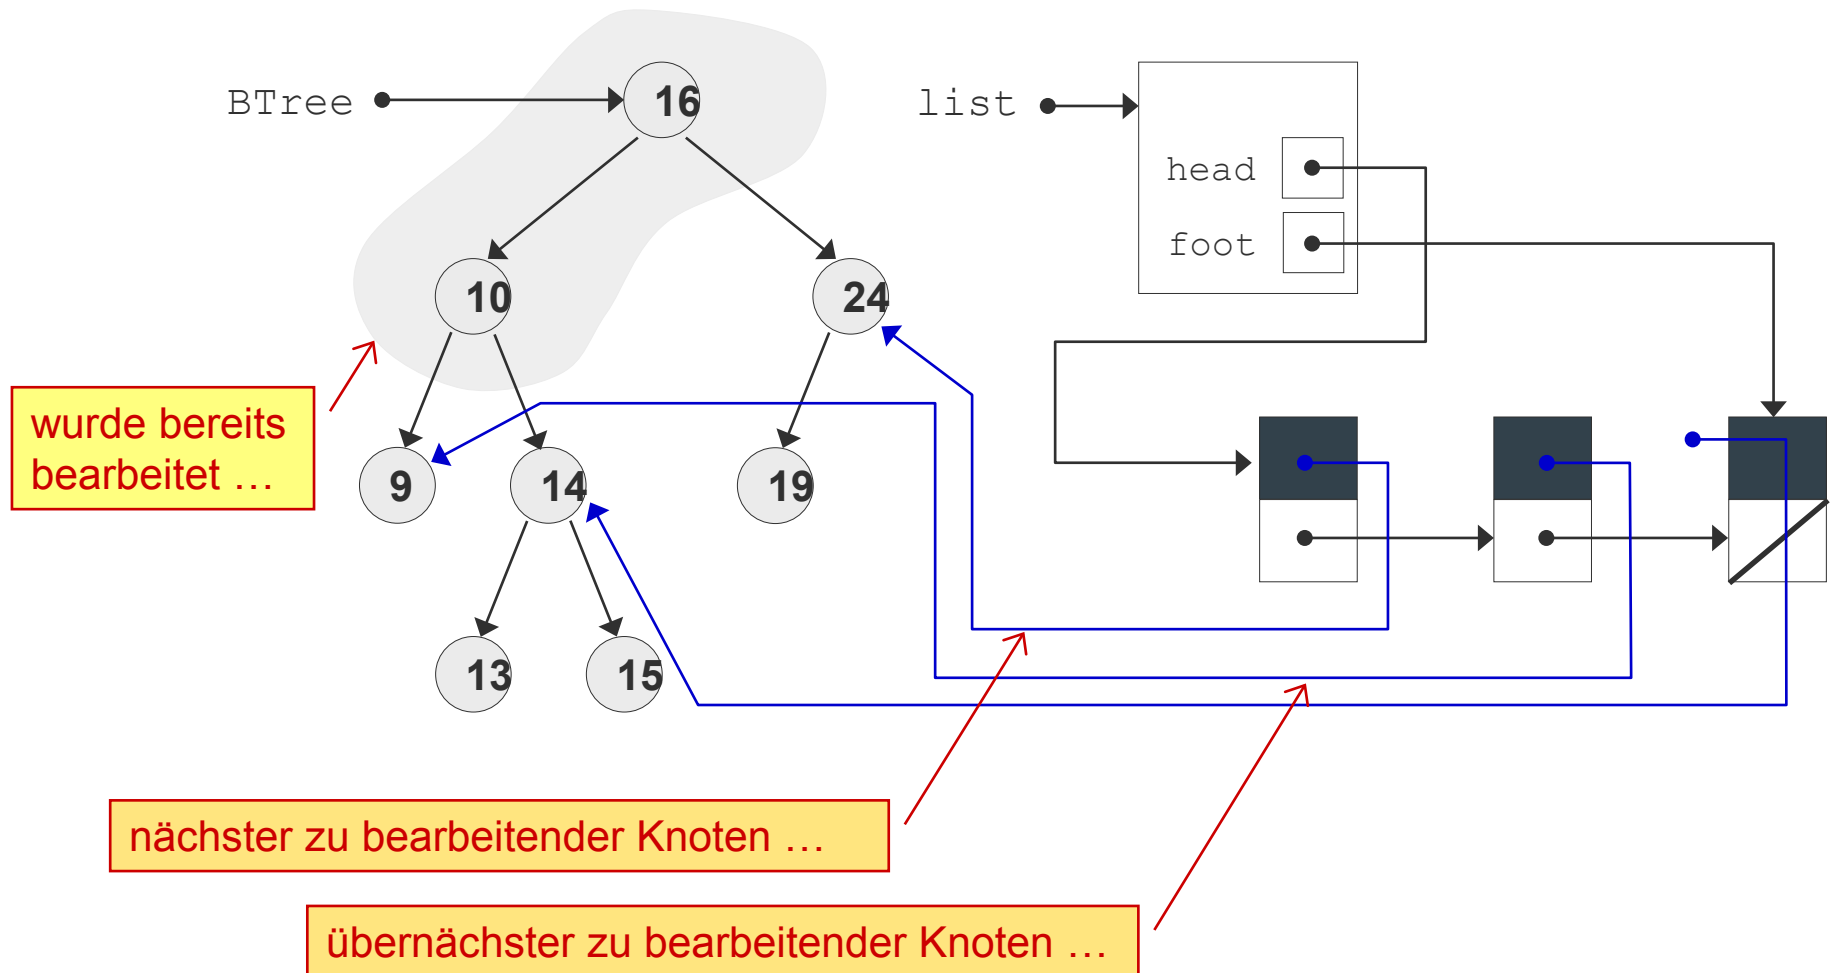 BTree
16
list
head
foot
10
24
wurde bereits
bearbeitet …
9
14
19
13
15
nächster zu bearbeitender Knoten …
übernächster zu bearbeitender Knoten …